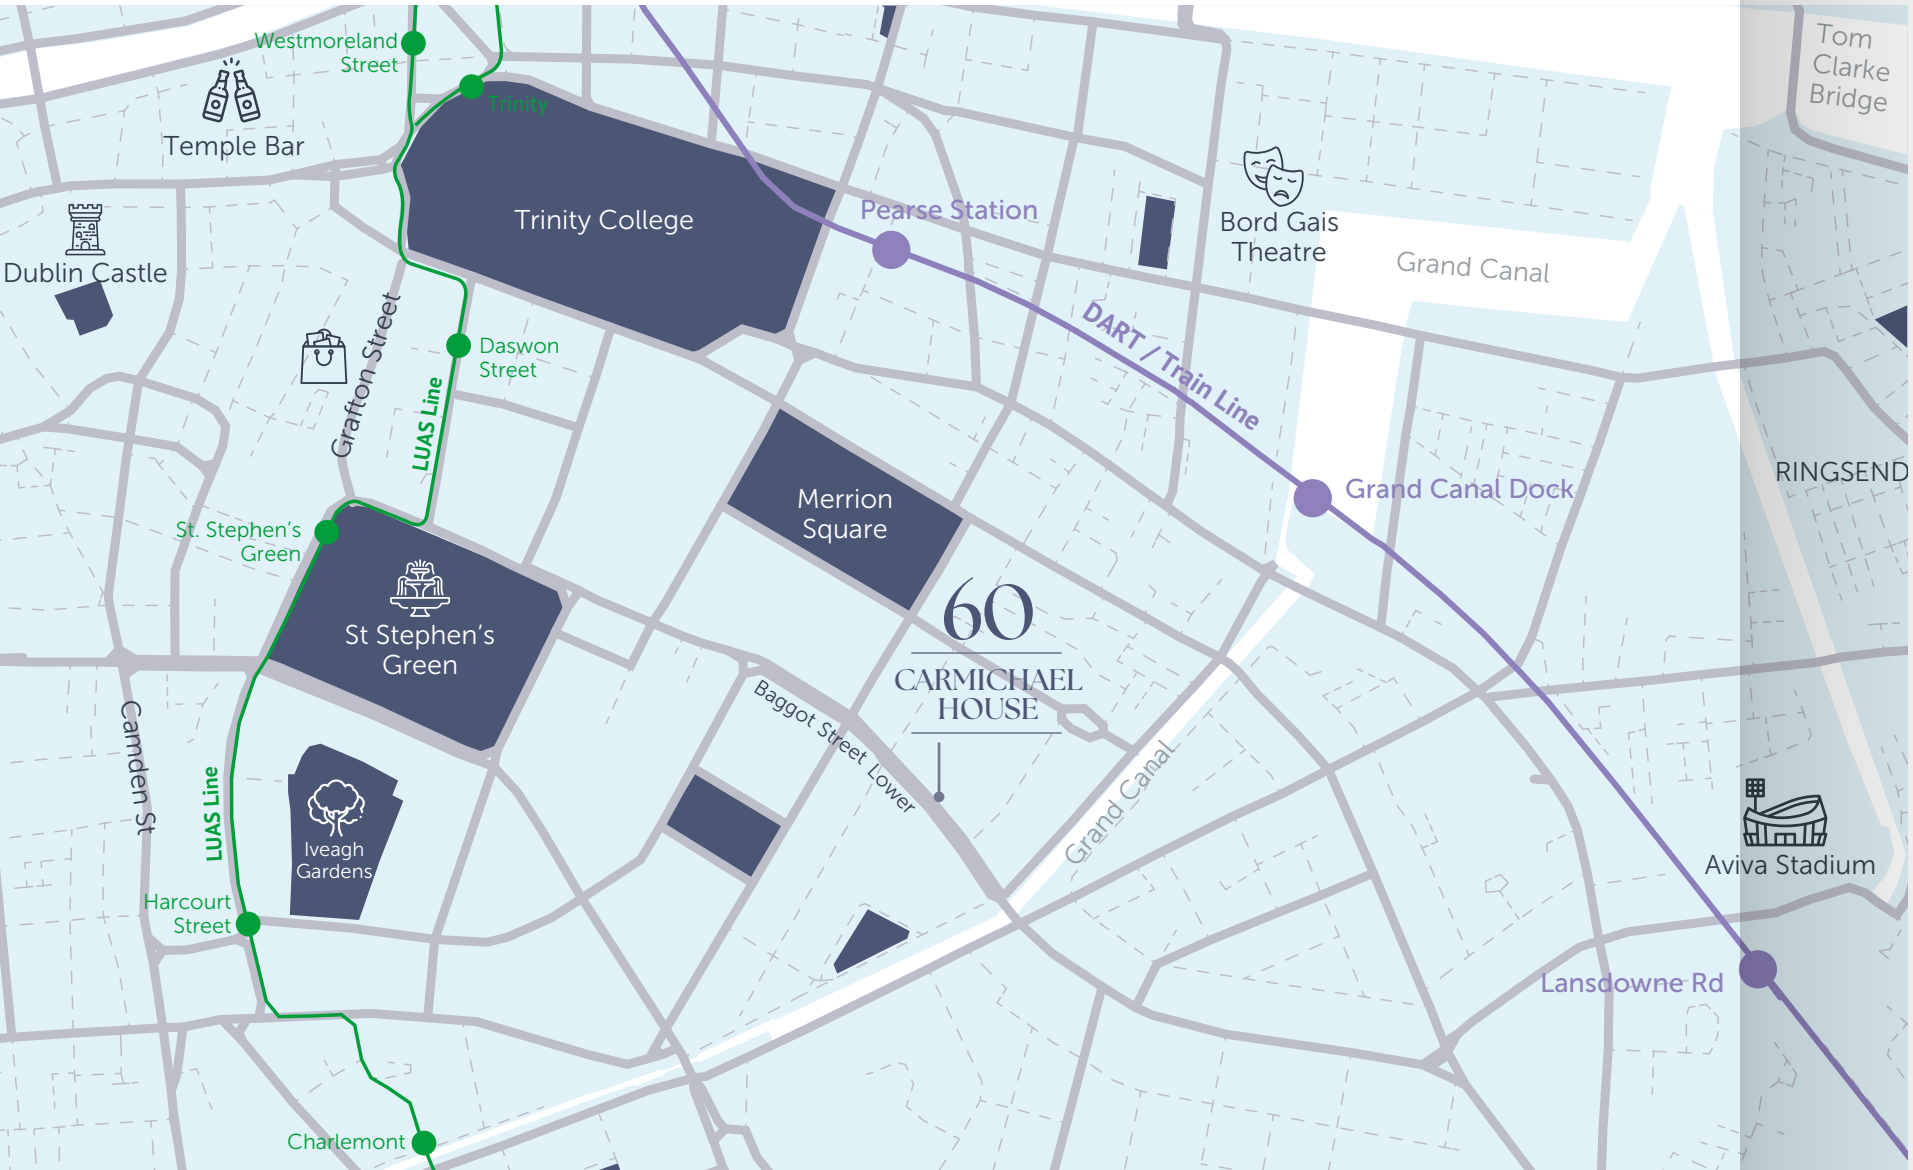 Westmoreland
Street
Trinity
Tom
Clarke
Bridge
Temple Bar
Trinity College
Pearse Station
Bord Gais
Theatre
Grand Canal
Dublin Castle
Grafton Street
Daswon
Street
LUAS Line
DART / Train Line
RINGSEND
Grand Canal Dock
Merrion
Square
St. Stephen's
Green
St Stephen's
Green
60
CARMICHAEL
HOUSE
Baggot Street Lower
Camden St
LUAS Line
Grand Canal
Iveagh
Gardens
Aviva Stadium
Harcourt
Street
Lansdowne Rd
Charlemont